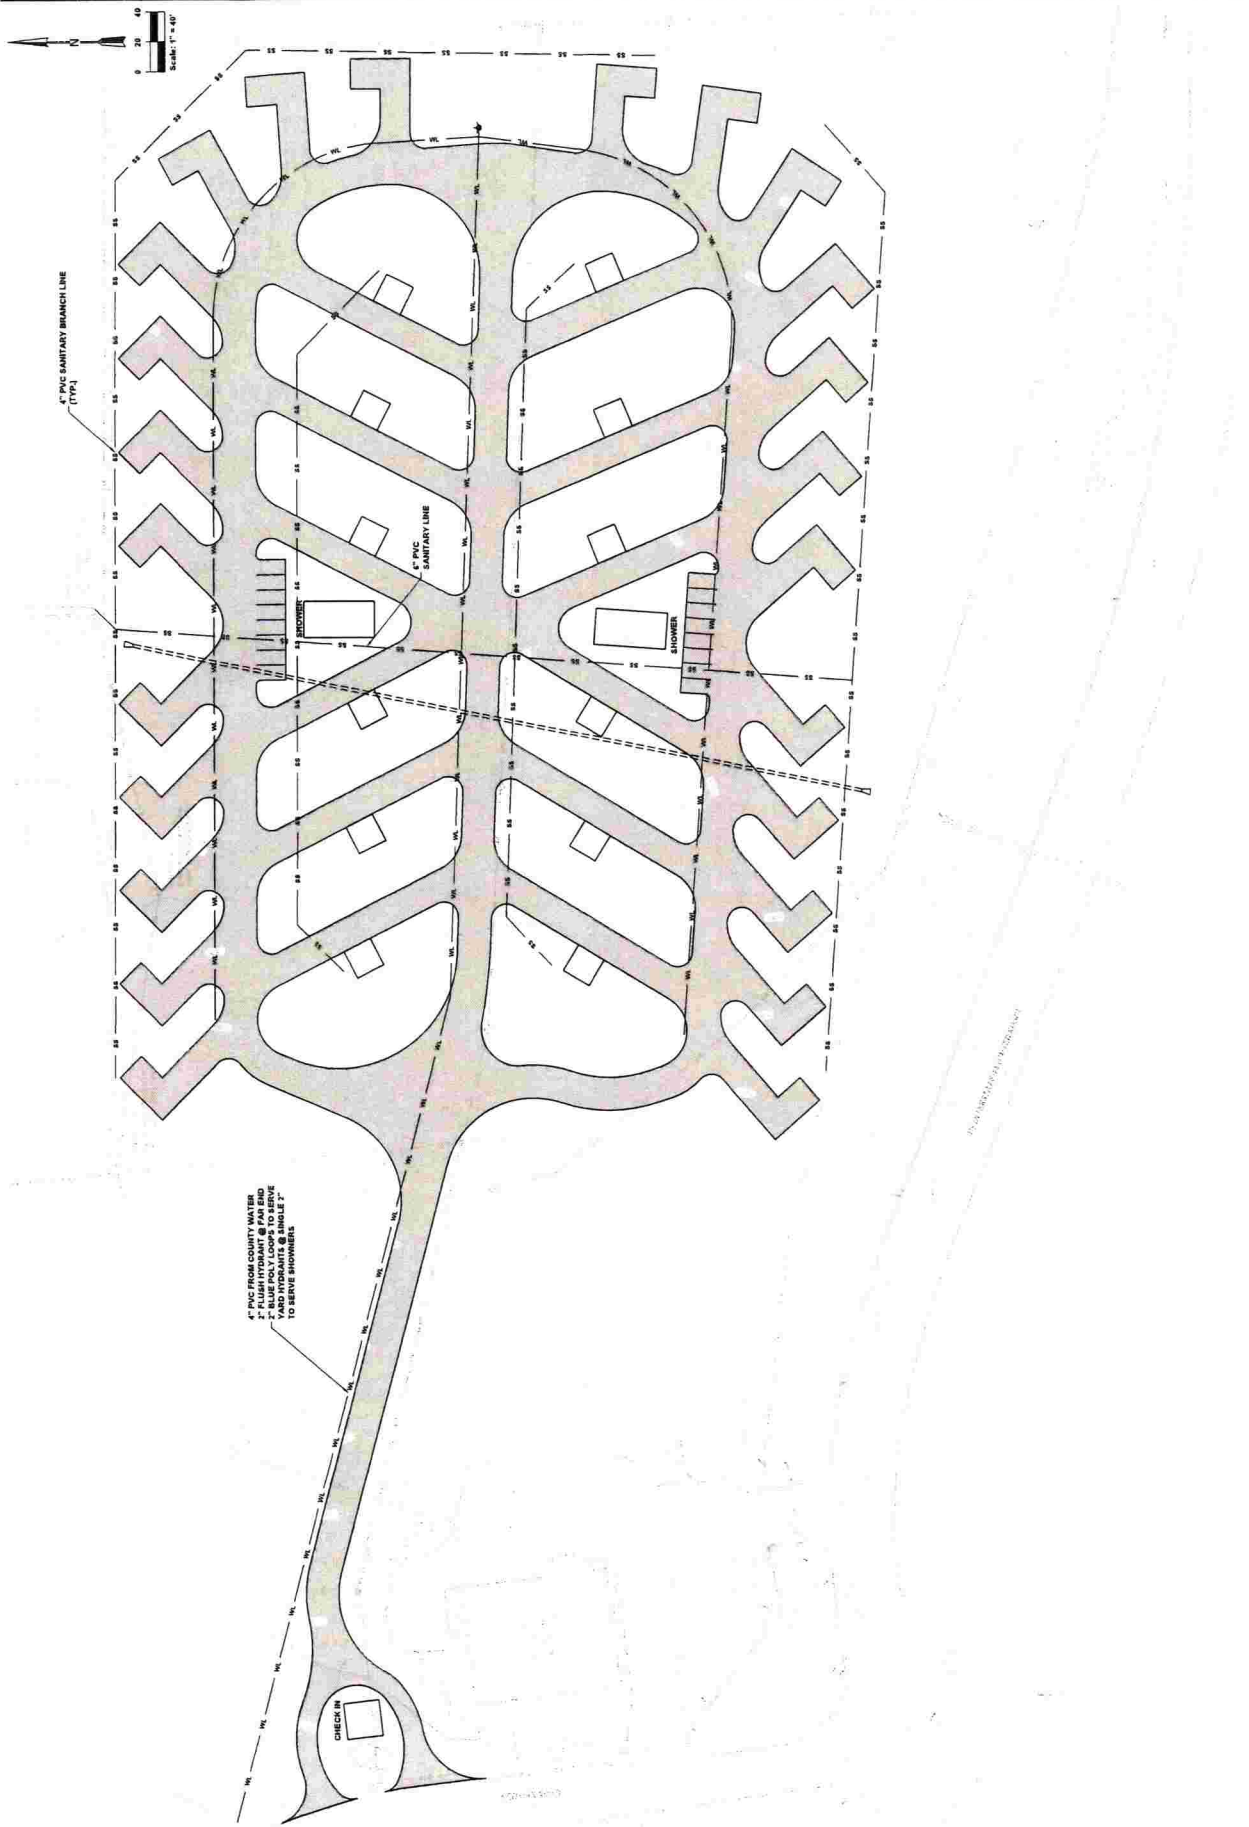 N
0 20 40
Scale: 1" = 40'
4" PVC SANITARY BRANCH LINE
(TYP.)
6" PVC
SANITARY LINE
SHOWER
SHOWER
4" PVC FROM COUNTY WATER
2" FLUSH HYDRANT @ FAR END
2" BLUE POLY LOOPS TO SERVE
YARD HYDRANTS @ SINGLE 2"
TO SERVE SHOWNERS
CHECK IN
SS
WL